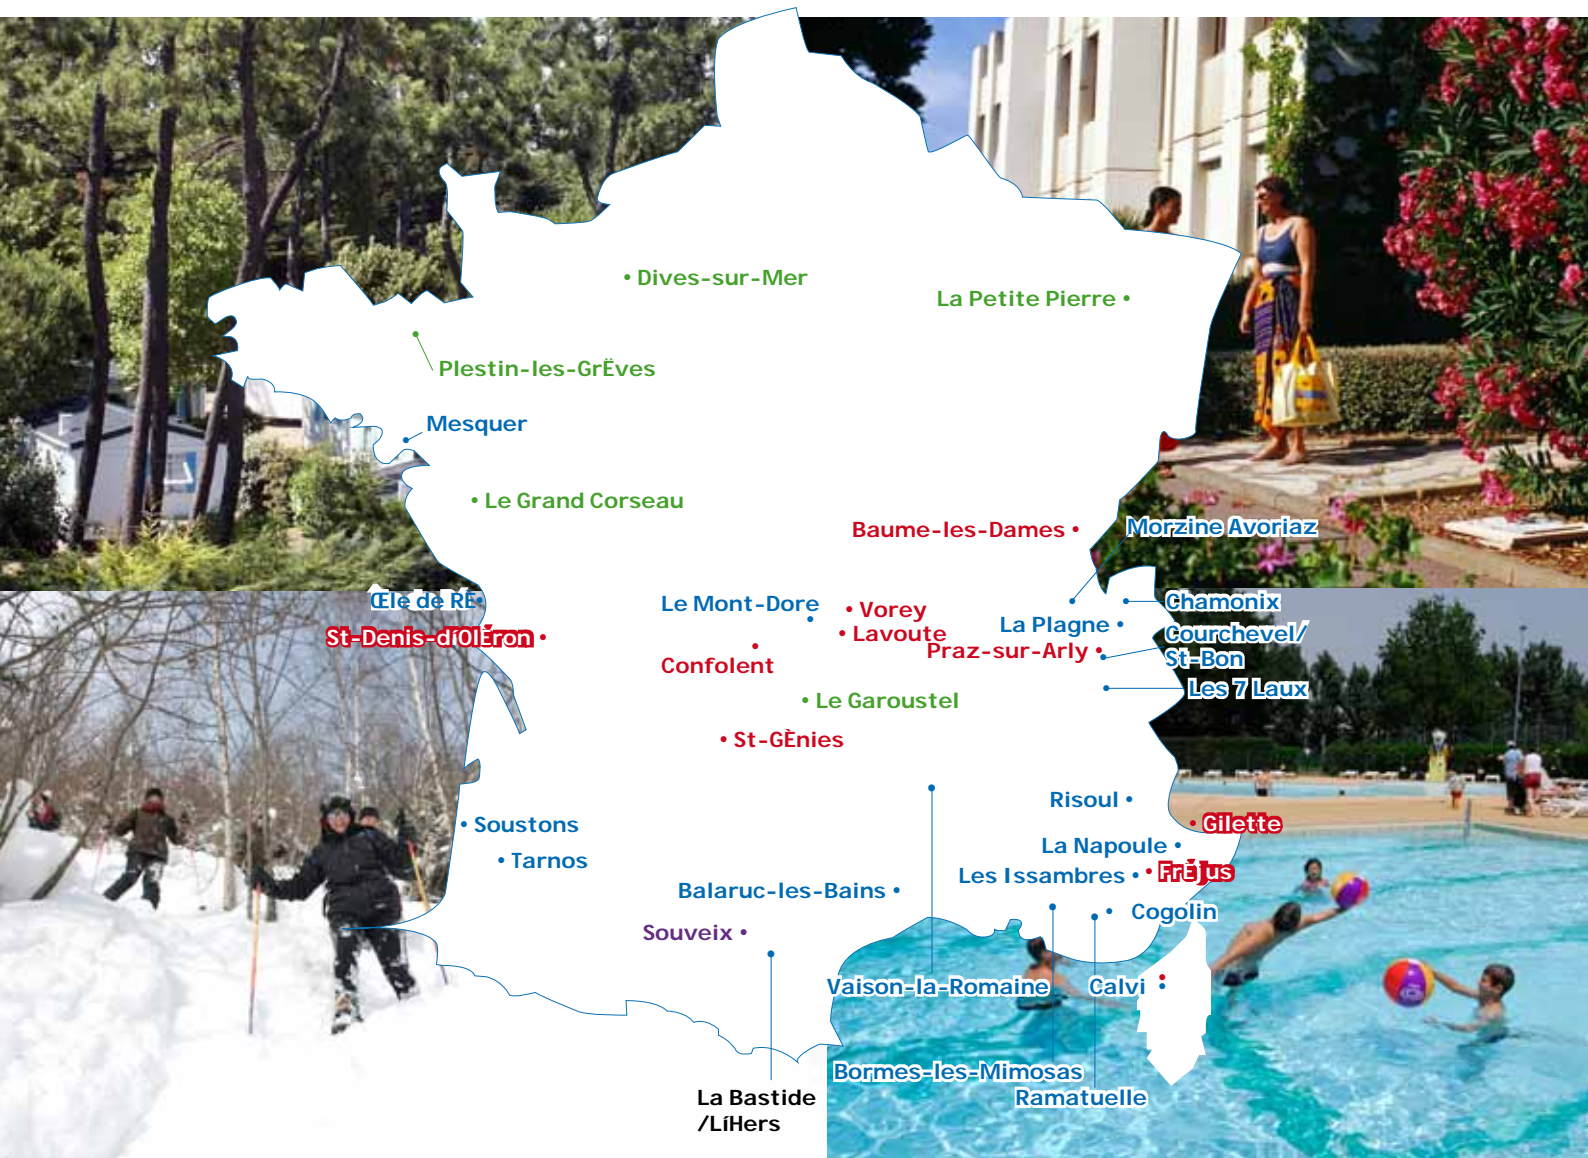 Dives-sur-Mer
La Petite Pierre
Plestin-les-GrËves
Mesquer
Le Grand Corseau
Baume-les-Dames
Morzine Avoriaz
Œle de RÈ
Le Mont-Dore
Vorey
Chamonix
La Plagne
St-Denis-díOlÈron
Lavoute
Courchevel/
St-Bon
Praz-sur-Arly
Confolent
Les 7 Laux
Le Garoustel
St-GÈnies
Risoul
Soustons
Gilette
La Napoule
Tarnos
Les Issambres
FrÈjus
Balaruc-les-Bains
Cogolin
Souveix
Vaison-la-Romaine
Calvi
Bormes-les-Mimosas
La Bastide
/LíHers
Ramatuelle